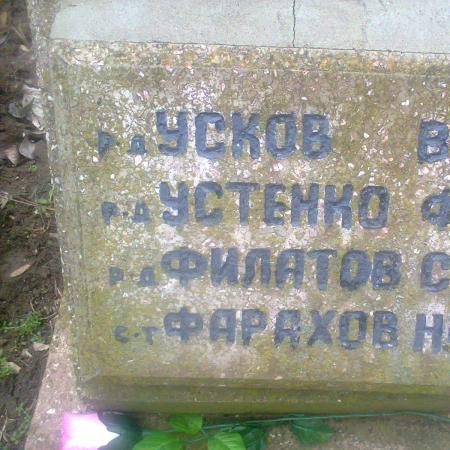 р-д УСКОВ В
р-д УСТЕНКО Ф
р-д ФИЛАТОВ С
с-т ФАРАХОВ Н